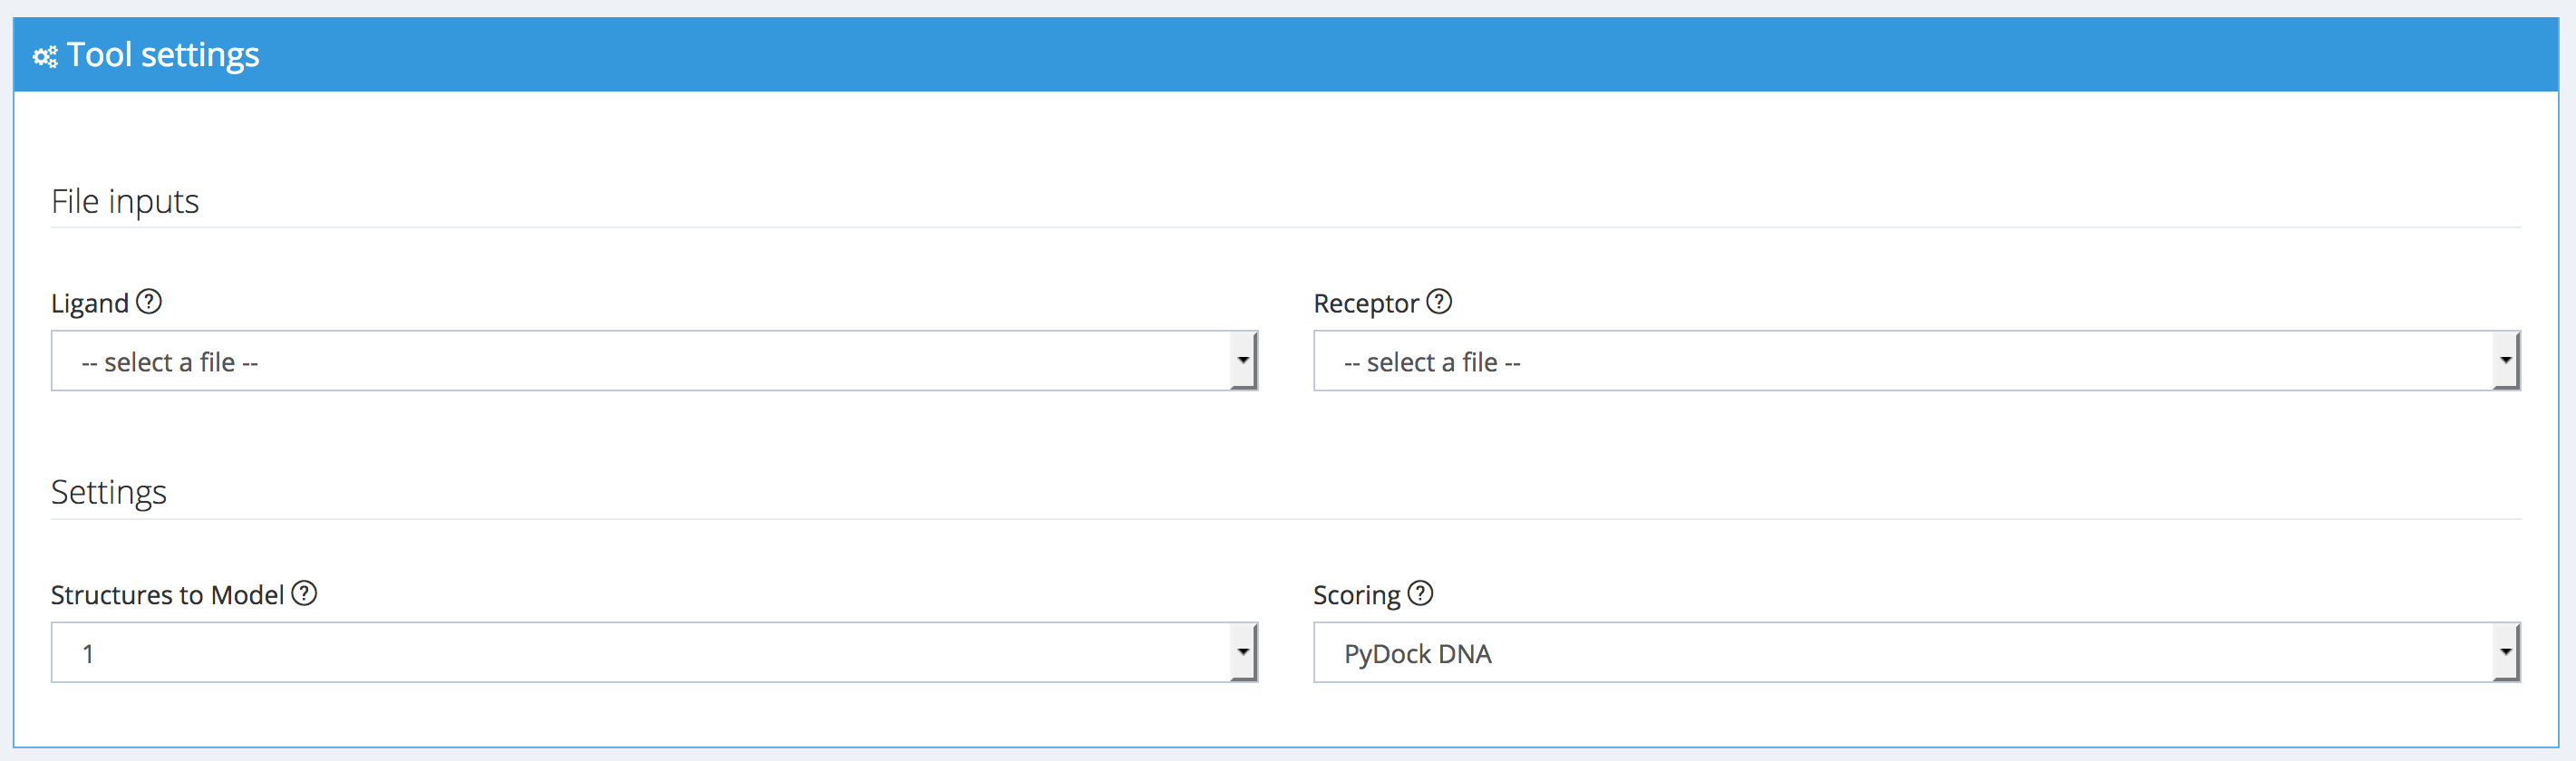 Tool settings
File inputs
Ligand ?
Receptor ?
-- select a file --
-- select a file --
Settings
Structures to Model ?
Scoring ?
1
PyDock DNA